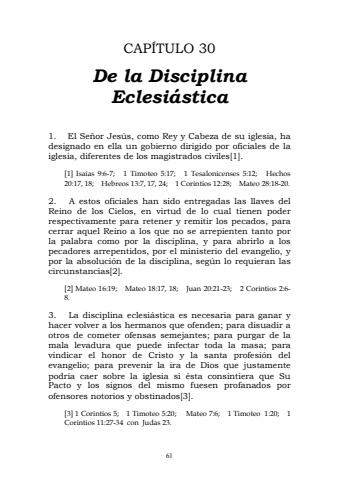 CAPÍTULO 30
De la Disciplina
Eclesiástica
1. El Señor Jesús, como Rey y Cabeza de su iglesia, ha
designado en ella un gobierno dirigido por oficiales de la
iglesia, diferentes de los magistrados civiles[1].
[1] Isaías 9:6-7; 1 Timoteo 5:17; 1 Tesalonicenses 5:12; Hechos
20:17, 18; Hebreos 13:7, 17, 24; 1 Corintios 12:28; Mateo 28:18-20.
2. A estos oficiales han sido entregadas las llaves del
Reino de los Cielos, en virtud de lo cual tienen poder
respectivamente para retener y remitir los pecados, para
cerrar aquel Reino a los que no se arrepienten tanto por
la palabra como por la disciplina, y para abrirlo a los
pecadores arrepentidos, por el ministerio del evangelio, y
por la absolución de la disciplina, según lo requieran las
circunstancias[2].
[2] Mateo 16:19; Mateo 18:17, 18; Juan 20:21-23; 2 Corintios 2:6-
8.
3. La disciplina eclesiástica es necesaria para ganar y
hacer volver a los hermanos que ofenden; para disuadir a
otros de cometer ofensas semejantes; para purgar de la
mala levadura que puede infectar toda la masa; para
vindicar el honor de Cristo y la santa profesión del
evangelio; para prevenir la ira de Dios que justamente
podría caer sobre la iglesia si ésta consintiera que Su
Pacto y los signos del mismo fuesen profanados por
ofensores notorios y obstinados[3].
[3] 1 Corintios 5; 1 Timoteo 5:20; Mateo 7:6; 1 Timoteo 1:20; 1
Corintios 11:27-34 con Judas 23.
61